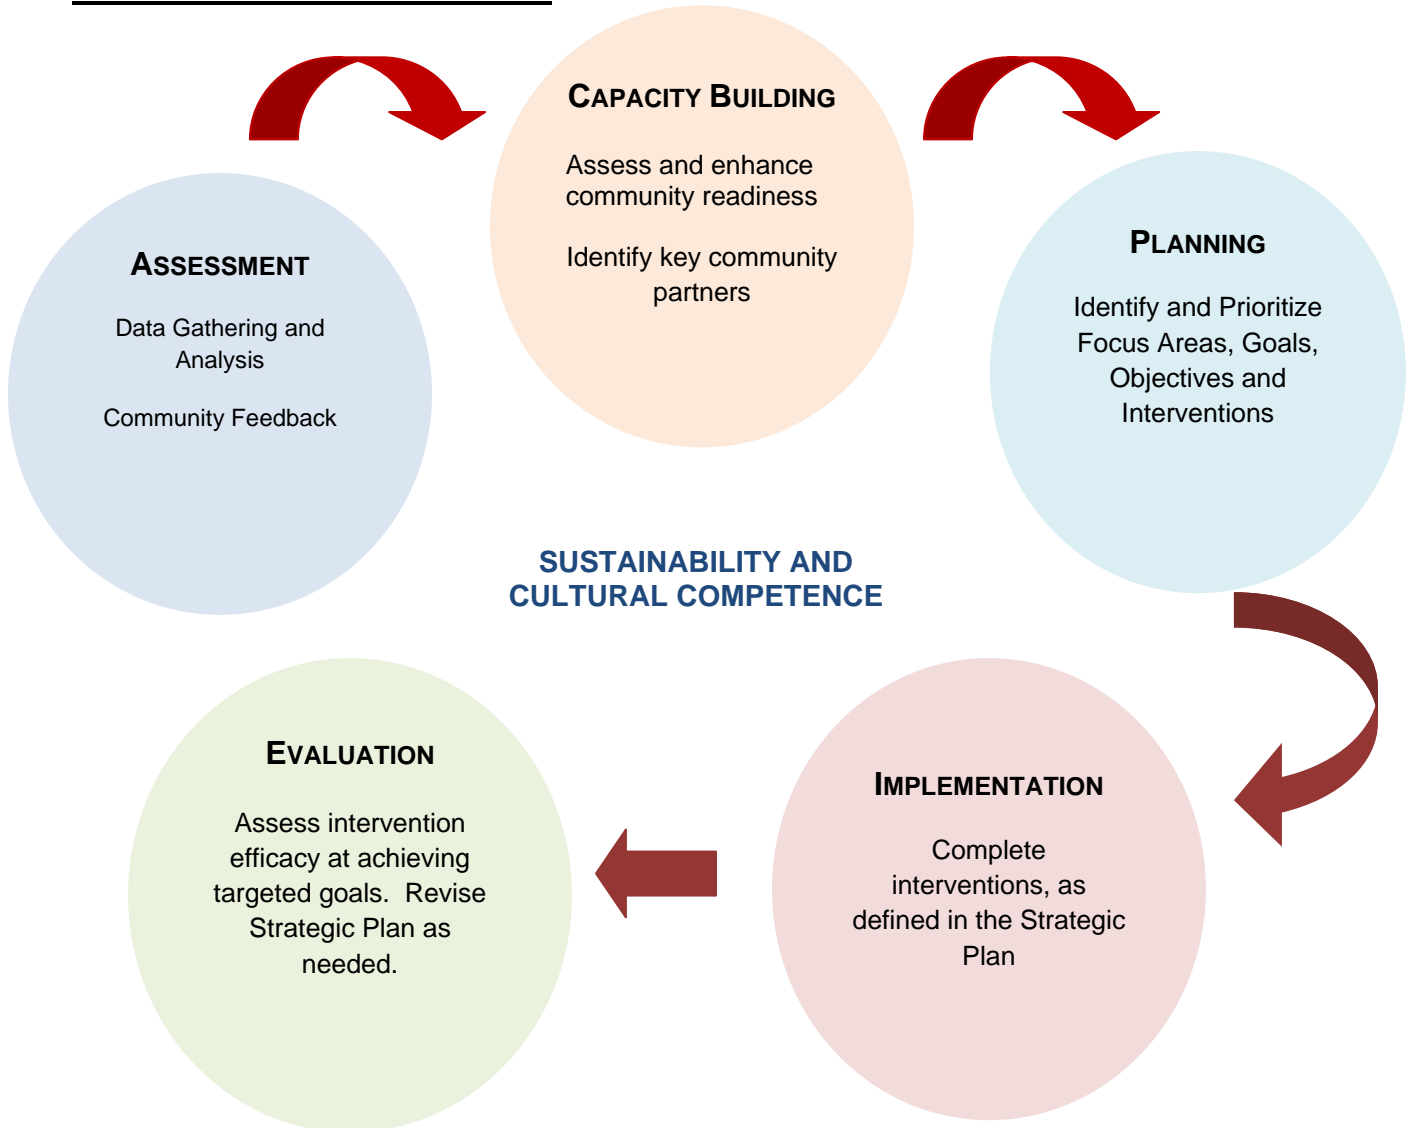 ASSESSMENT
Data Gathering and
Analysis
Community Feedback
CAPACITY BUILDING
Assess and enhance
community readiness
Identify key community
partners
PLANNING
Identify and Prioritize
Focus Areas, Goals,
Objectives and
Interventions
SUSTAINABILITY AND
CULTURAL COMPETENCE
IMPLEMENTATION
Complete
interventions, as
defined in the Strategic
Plan
EVALUATION
Assess intervention
efficacy at achieving
targeted goals.  Revise
Strategic Plan as
needed.